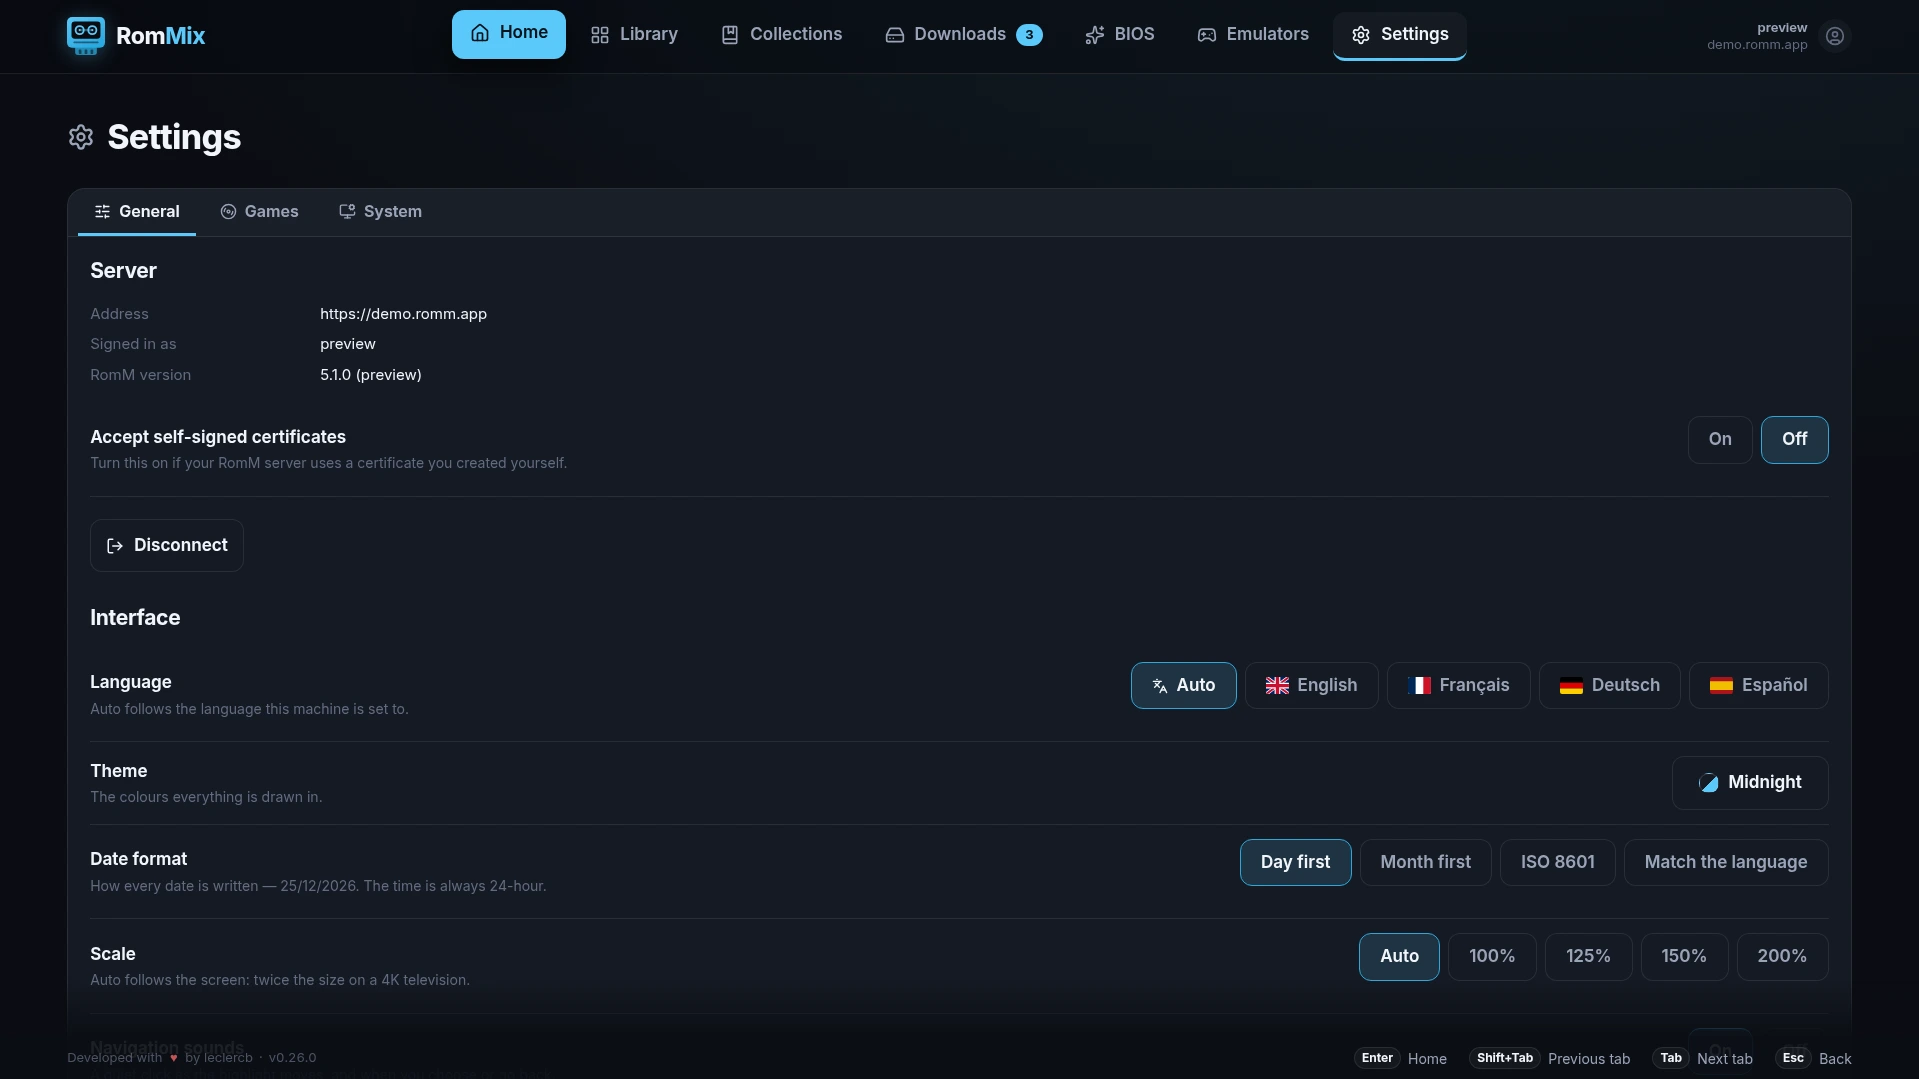 RomMix
Home
Library
Collections
Downloads 3
BIOS
Emulators
Settings
preview
demo.romm.app
Settings
General
Games
System
Server
Address https://demo.romm.app
Signed in as preview
RomM version 5.1.0 (preview)
Accept self-signed certificates
Turn this on if your RomM server uses a certificate you created yourself.
On Off
Disconnect
Interface
Language
Auto follows the language this machine is set to.
Auto English Français Deutsch Español
Theme
The colours everything is drawn in.
Midnight
Date format
How every date is written — 25/12/2026. The time is always 24-hour.
Day first Month first ISO 8601 Match the language
Scale
Auto follows the screen: twice the size on a 4K television.
Auto 100% 125% 150% 200%
Navigation sounds
On Off
Developed with ♥ by leclercb · v0.26.0
Enter Home Shift+Tab Previous tab Tab Next tab Esc Back